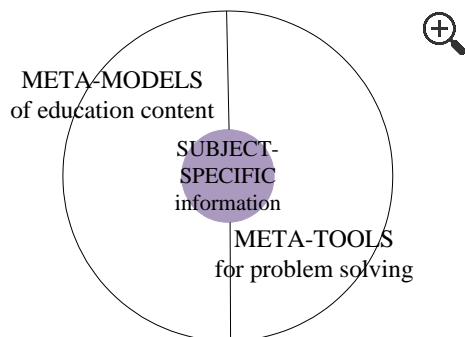 META-MODELS
of education content
SUBJECT-
SPECIFIC
information
META-TOOLS
for problem solving